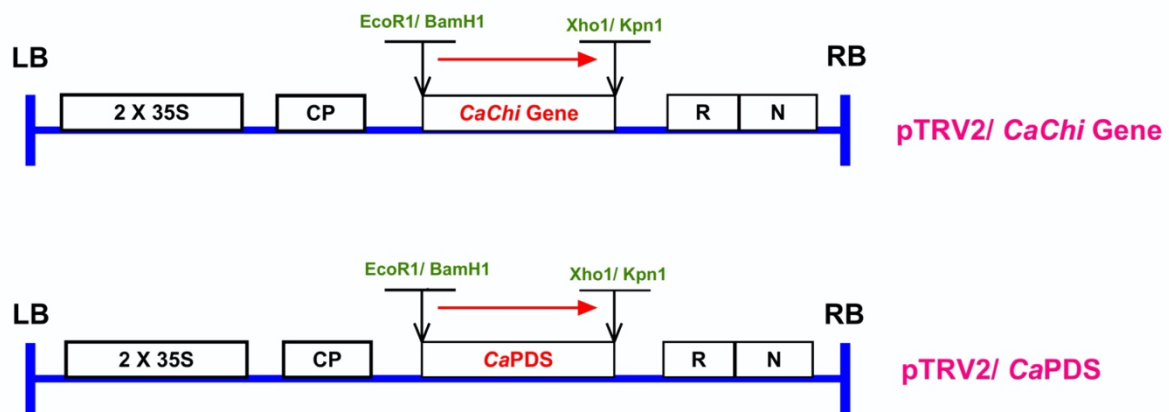 EcoR1/ BamH1 Xho1/ Kpn1
LB RB
2 X 35S CP CaChi Gene R N
pTRV2/ CaChi Gene
EcoR1/ BamH1 Xho1/ Kpn1
LB RB
2 X 35S CP CaPDS R N
pTRV2/ CaPDS